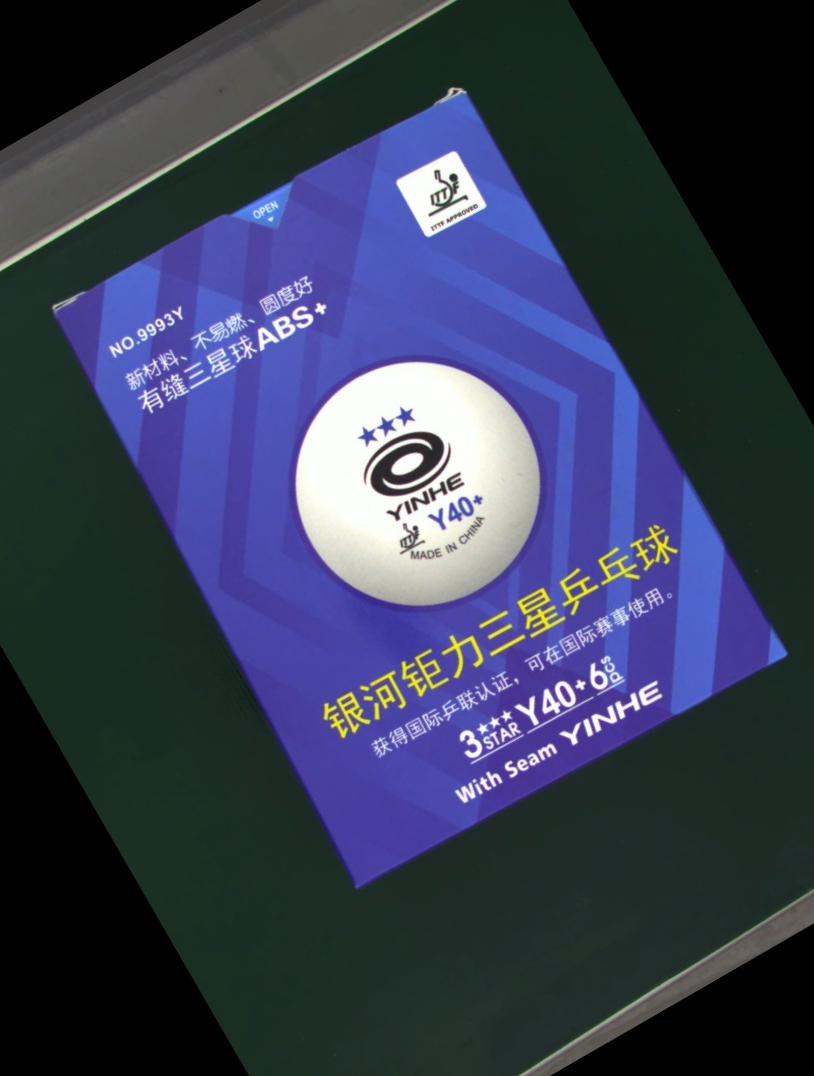 OPEN
ITTF
ITTF APPROVED
NO.9993Y
新材料、不易燃、圆度好
有缝三星球ABS+
YINHE
ITTF Y40+
MADE IN CHINA
银河钜力三星乒乓球
获得国际乒联认证，可在国际赛事使用。
3 STAR Y40+ 6 pcs
With Seam YINHE